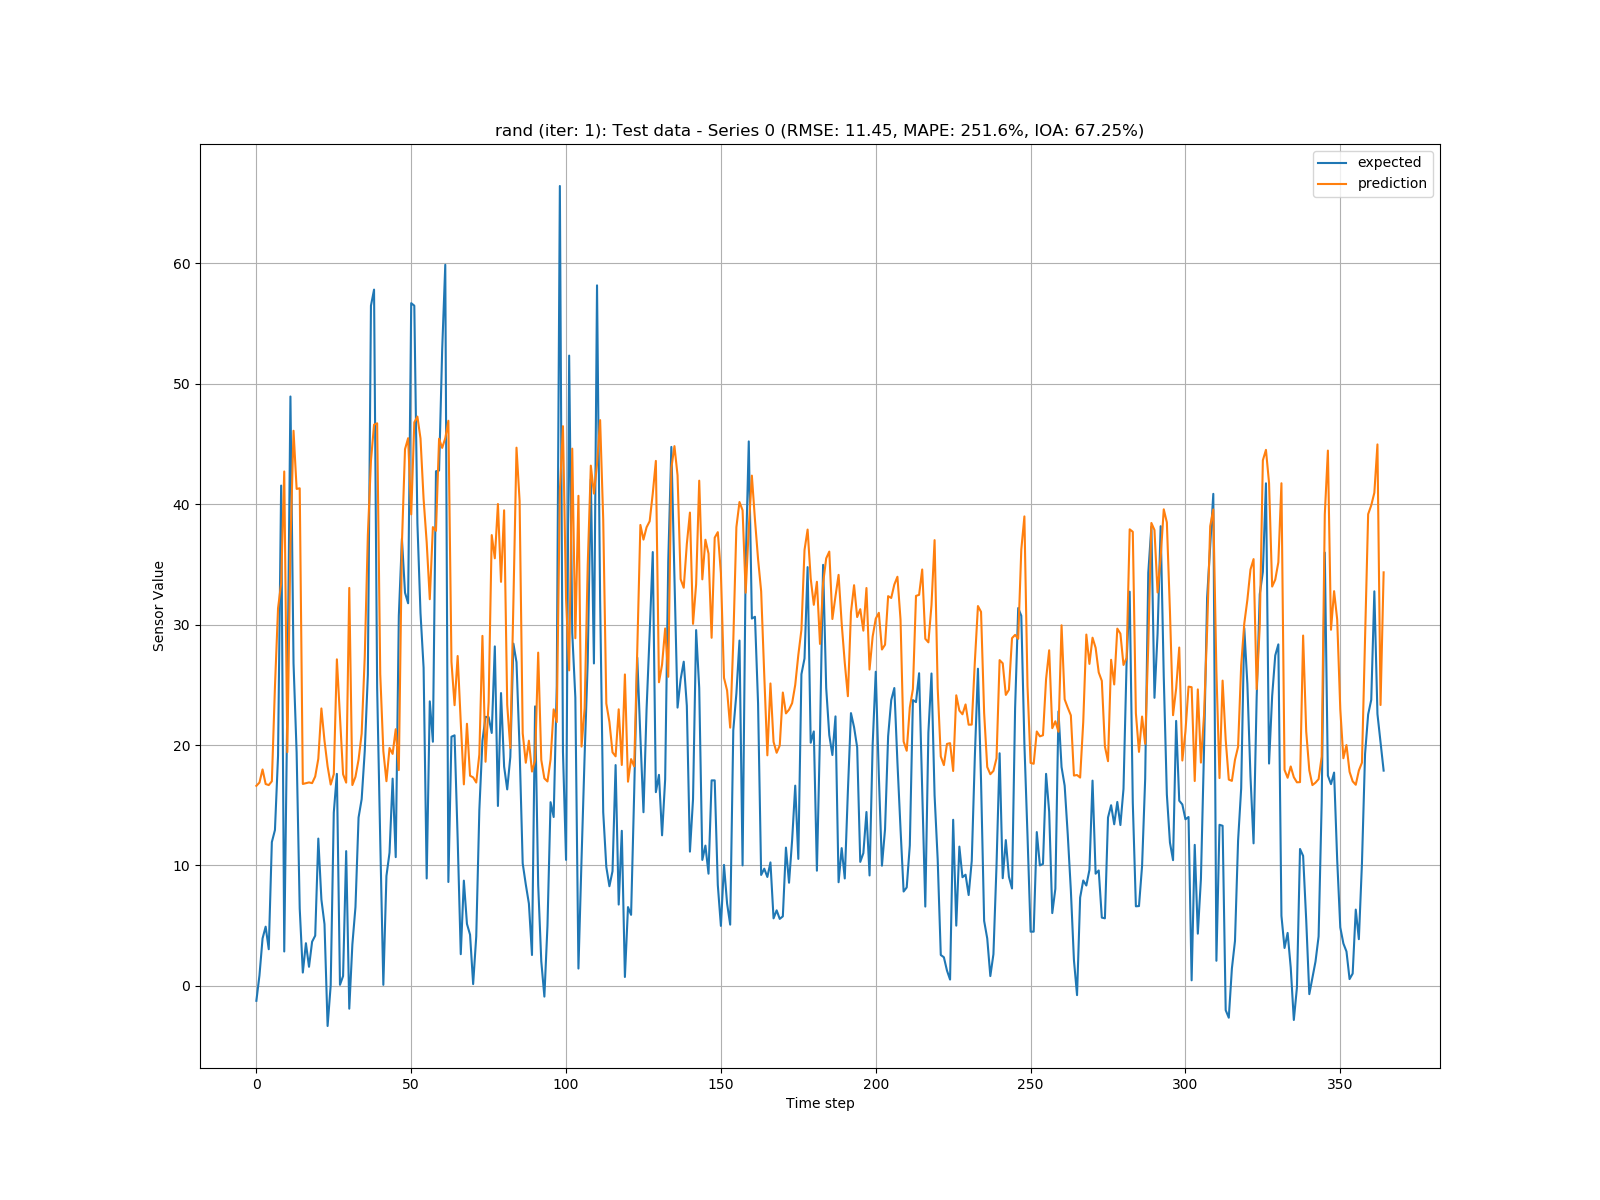 rand (iter: 1): Test data - Series 0 (RMSE: 11.45, MAPE: 251.6%, IOA: 67.25%)
expected
prediction
60
50
40
30
20
10
0
Sensor Value
0 50 100 150 200 250 300 350
Time step